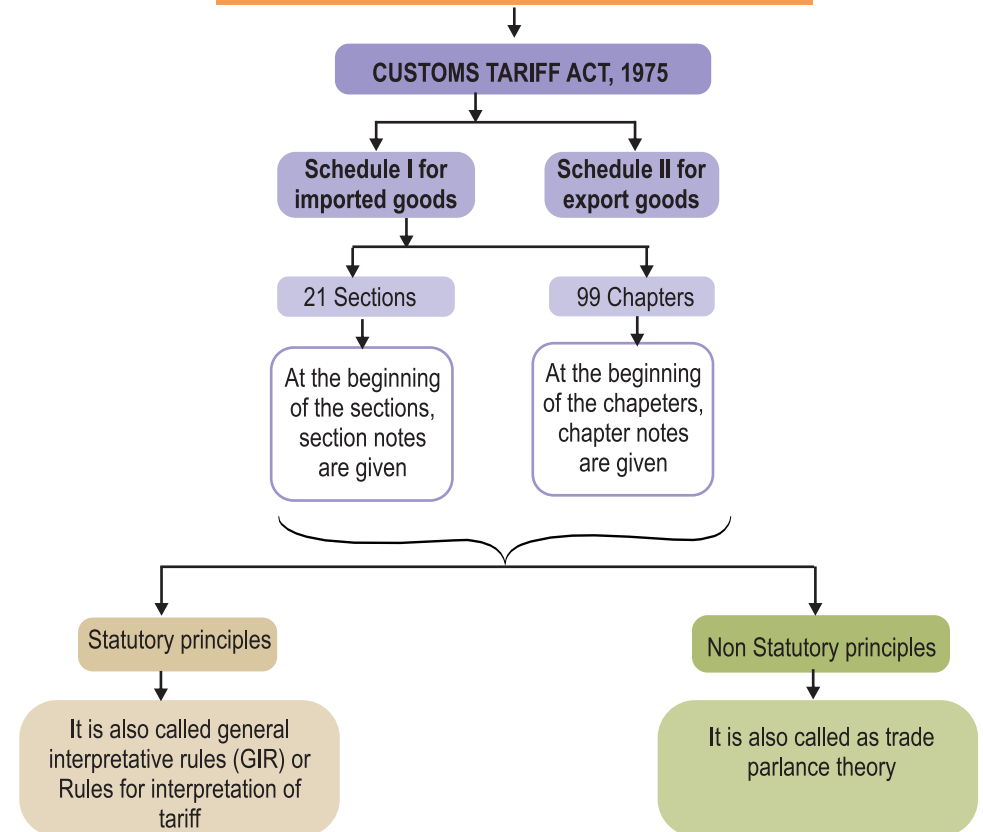 CUSTOMS TARIFF ACT, 1975
Schedule I for
imported goods
Schedule II for
export goods
21 Sections
99 Chapters
At the beginning
of the sections,
section notes
are given
At the beginning
of the chapeters,
chapter notes
are given
Statutory principles
Non Statutory principles
It is also called general
interpretative rules (GIR) or
Rules for interpretation of
tariff
It is also called as trade
parlance theory